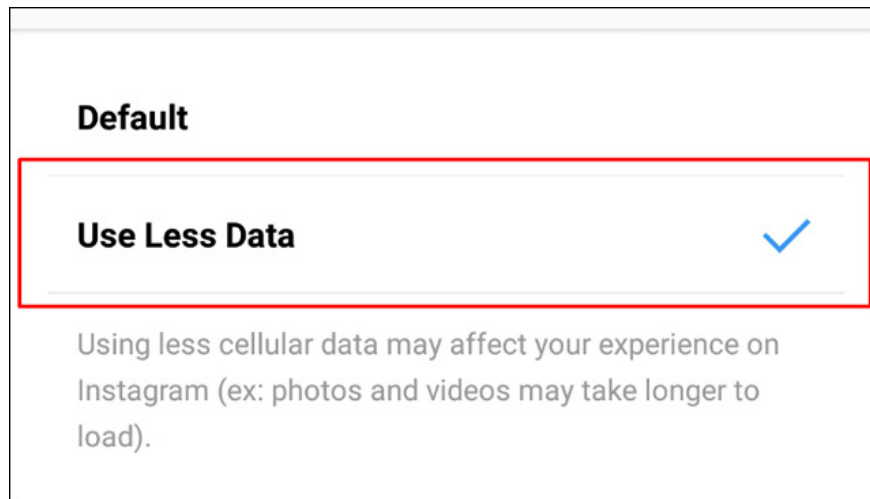 Default
Use Less Data
Using less cellular data may affect your experience on
Instagram (ex: photos and videos may take longer to
load).